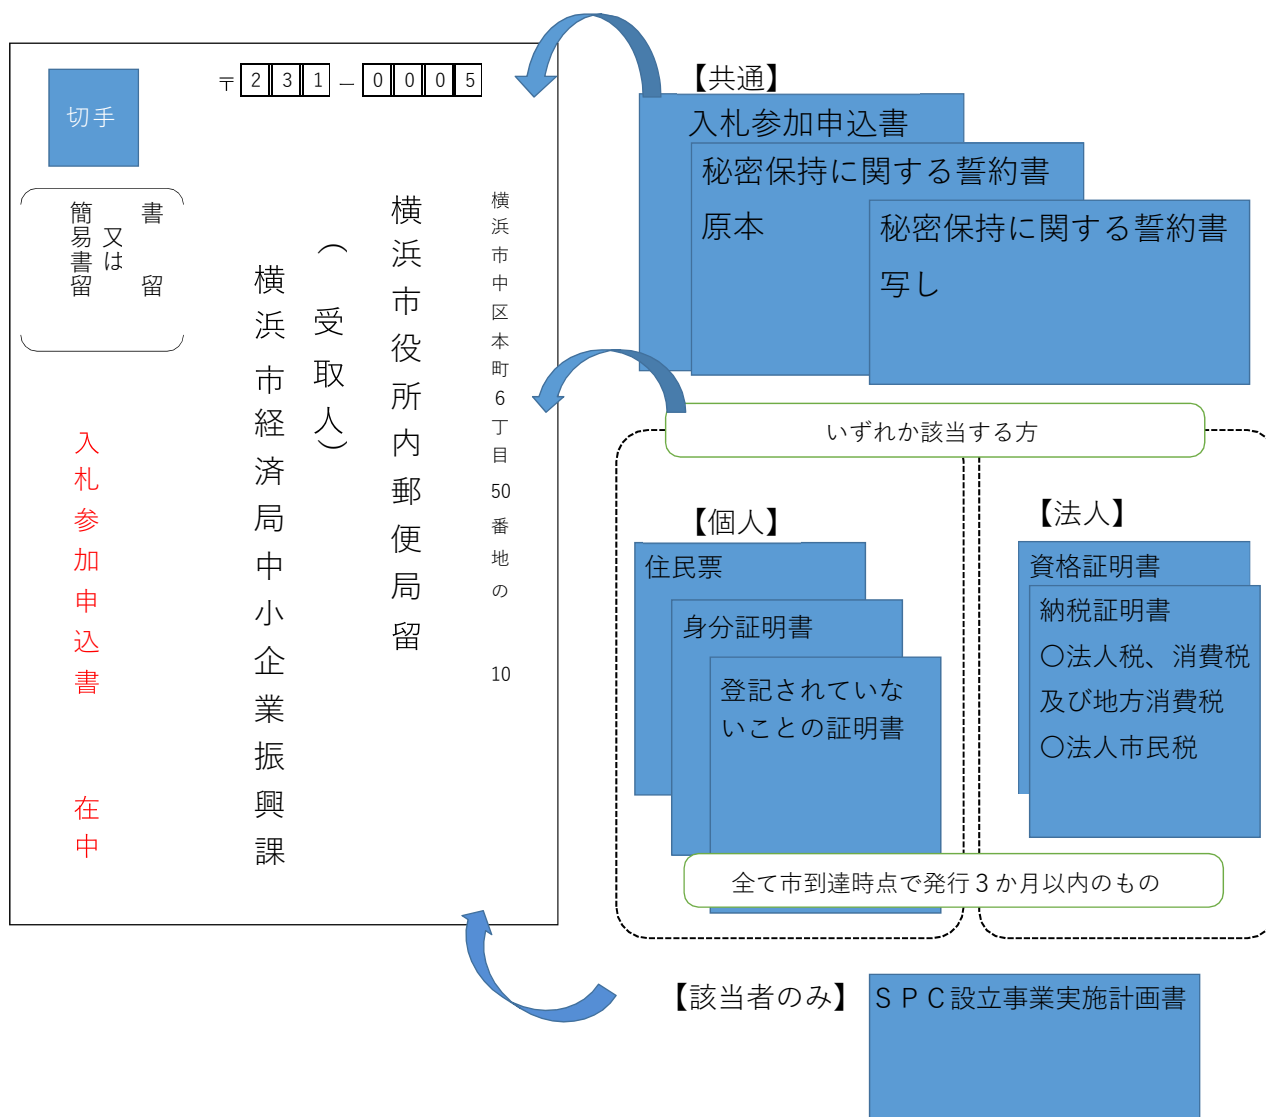 〒231－0005
切手
書留
又は
簡易書留
横浜市中区本町6丁目50番地の　10
横浜市役所内郵便局留
（受取人）
横浜市経済局中小企業振興課
入札参加申込書　在中
【共通】
入札参加申込書
秘密保持に関する誓約書
原本
秘密保持に関する誓約書
写し
いずれか該当する方
【個人】
住民票
身分証明書
登記されていな
いことの証明書
【法人】
資格証明書
納税証明書
〇法人税、消費税
及び地方消費税
〇法人市民税
全て市到達時点で発行３か月以内のもの
【該当者のみ】
ＳＰＣ設立事業実施計画書